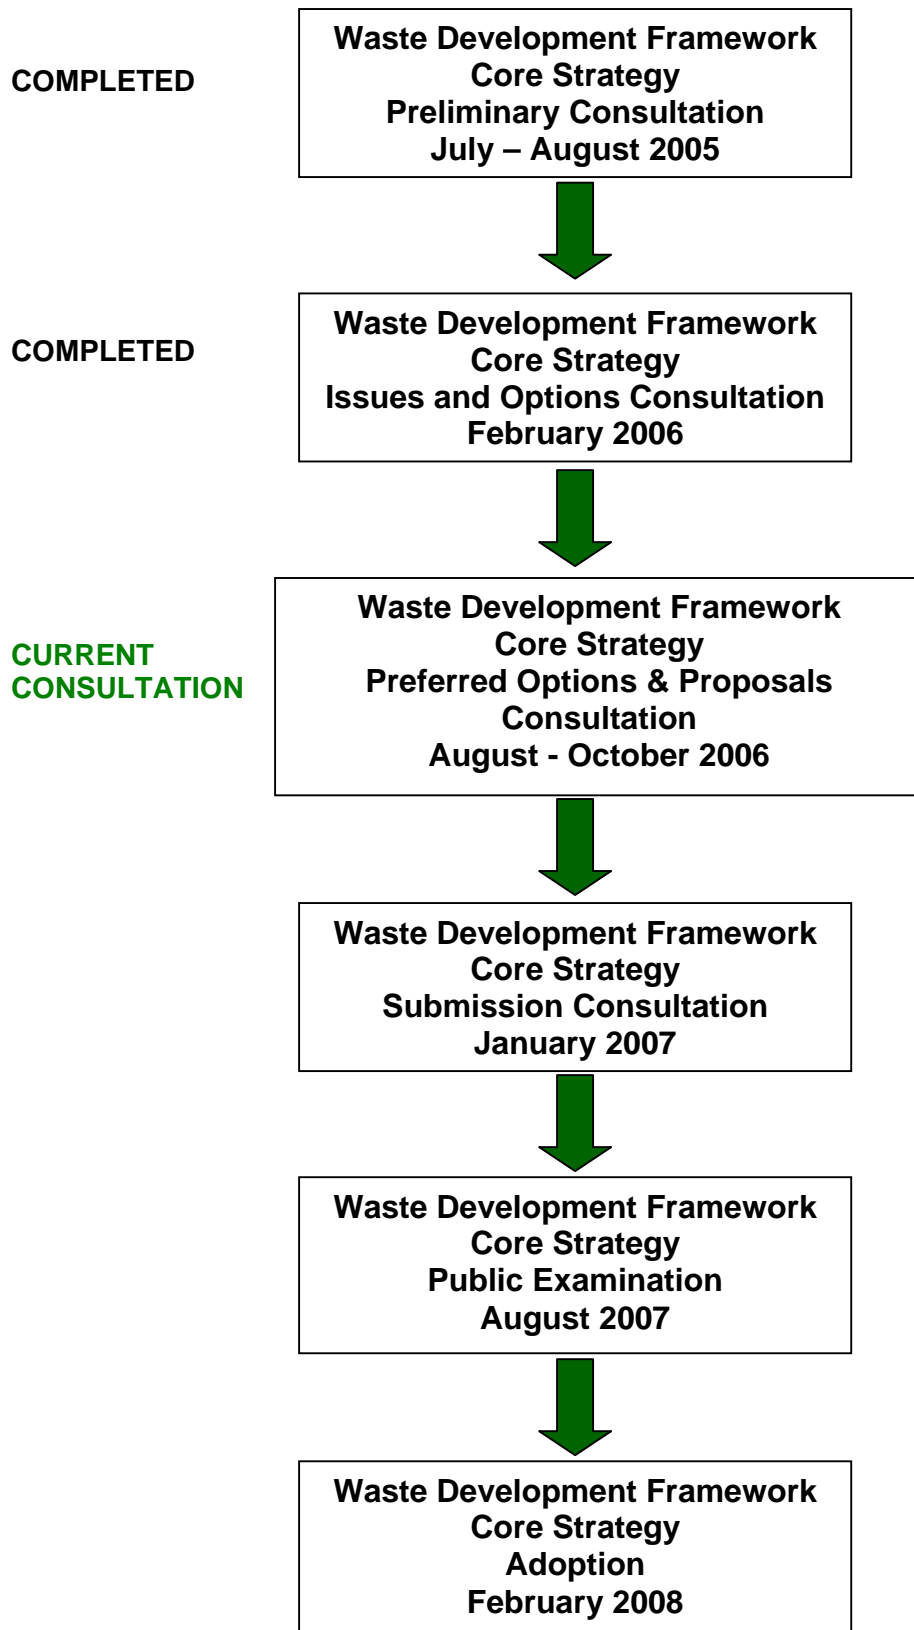 COMPLETED
Waste Development Framework
Core Strategy
Preliminary Consultation
July – August 2005
COMPLETED
Waste Development Framework
Core Strategy
Issues and Options Consultation
February 2006
CURRENT
CONSULTATION
Waste Development Framework
Core Strategy
Preferred Options & Proposals
Consultation
August - October 2006
Waste Development Framework
Core Strategy
Submission Consultation
January 2007
Waste Development Framework
Core Strategy
Public Examination
August 2007
Waste Development Framework
Core Strategy
Adoption
February 2008